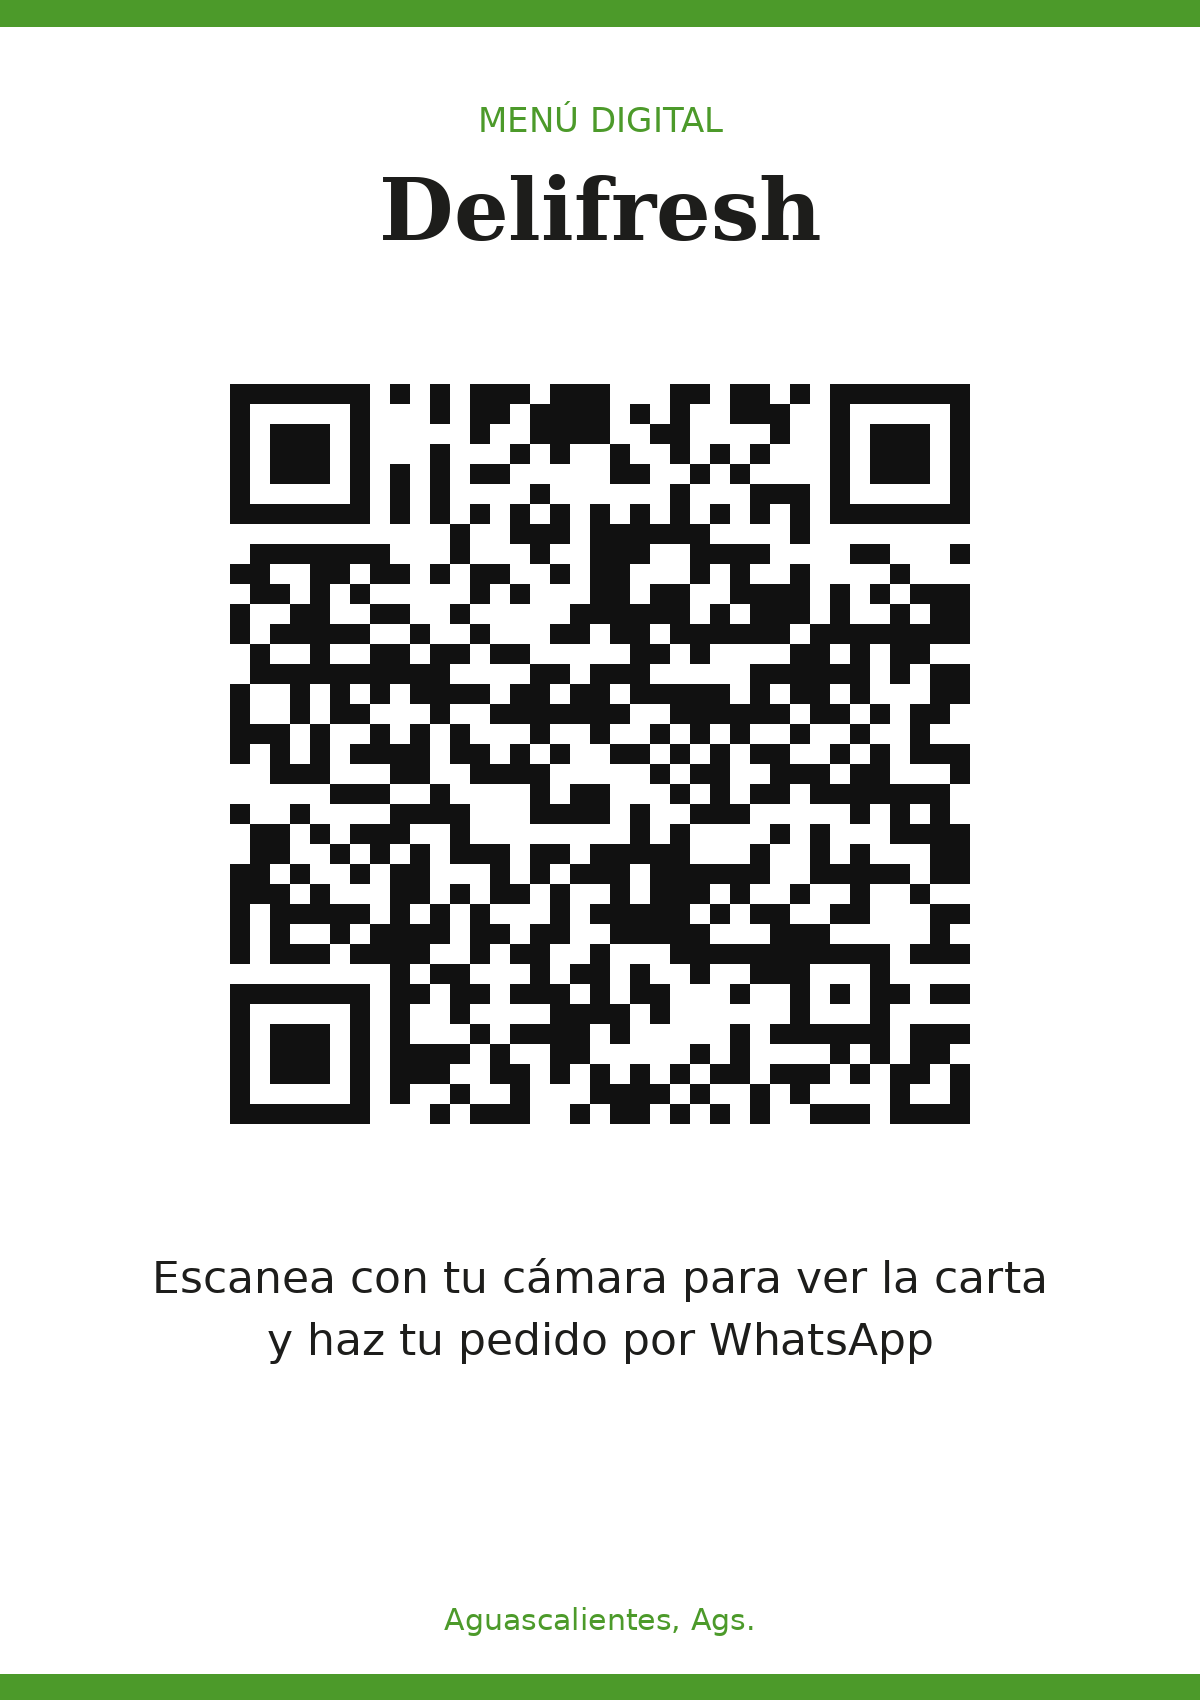 MENÚ DIGITAL
Delifresh
Escanea con tu cámara para ver la carta
y haz tu pedido por WhatsApp
Aguascalientes, Ags.